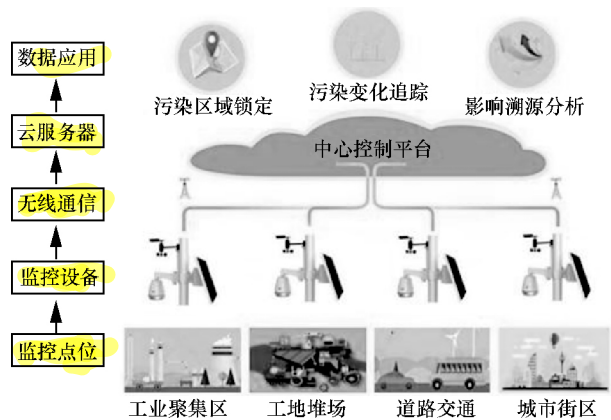 数据应用
云服务器
无线通信
监控设备
监控点位
污染区域锁定
污染变化追踪
影响溯源分析
中心控制平台
工业聚集区
工地堆场
道路交通
城市街区